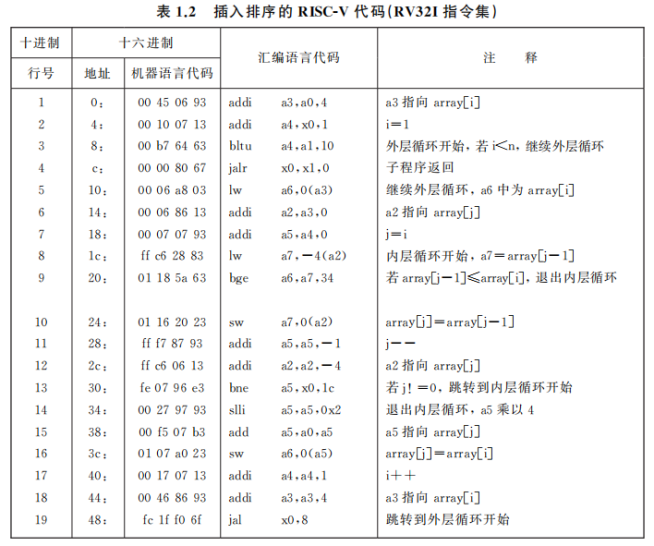 表 1.2 插入排序的 RISC-V 代码(RV32I 指令集)
十进制 十六进制 汇编语言代码 注 释
行号 地址 机器语言代码
1 0: 00 45 06 93 addi a3,a0,4 a3 指向 array[i]
2 4: 00 10 07 13 addi a4,x0,1 i=1
3 8: 00 b7 64 63 bltu a4,a1,10 外层循环开始,若 i<n,继续外层循环
4 c: 00 00 80 67 jalr x0,x1,0 子程序返回
5 10: 00 06 a8 03 lw a6,0(a3) 继续外层循环,a6 中为 array[i]
6 14: 00 06 86 13 addi a2,a3,0 a2 指向 array[j]
7 18: 00 07 07 93 addi a5,a4,0 j=i
8 1c: ff c6 28 83 lw a7,-4(a2) 内层循环开始,a7=array[j-1]
9 20: 01 18 5a 63 bge a6,a7,34 若 array[j-1]≤array[i],退出内层循环
10 24: 01 16 20 23 sw a7,0(a2) array[j]=array[j-1]
11 28: ff f7 87 93 addi a5,a5,-1 j--
12 2c: ff c6 06 13 addi a2,a2,-4 a2 指向 array[j]
13 30: fe 07 96 e3 bne a5,x0,1c 若 j! =0,跳转到内层循环开始
14 34: 00 27 97 93 slli a5,a5,0x2 退出内层循环,a5 乘以 4
15 38: 00 f5 07 b3 add a5,a0,a5 a5 指向 array[j]
16 3c: 01 07 a0 23 sw a6,0(a5) array[j]=array[i]
17 40: 00 17 07 13 addi a4,a4,1 i++
18 44: 00 46 86 93 addi a3,a3,4 a3 指向 array[i]
19 48: fc 1f f0 6f jal x0,8 跳转到外层循环开始